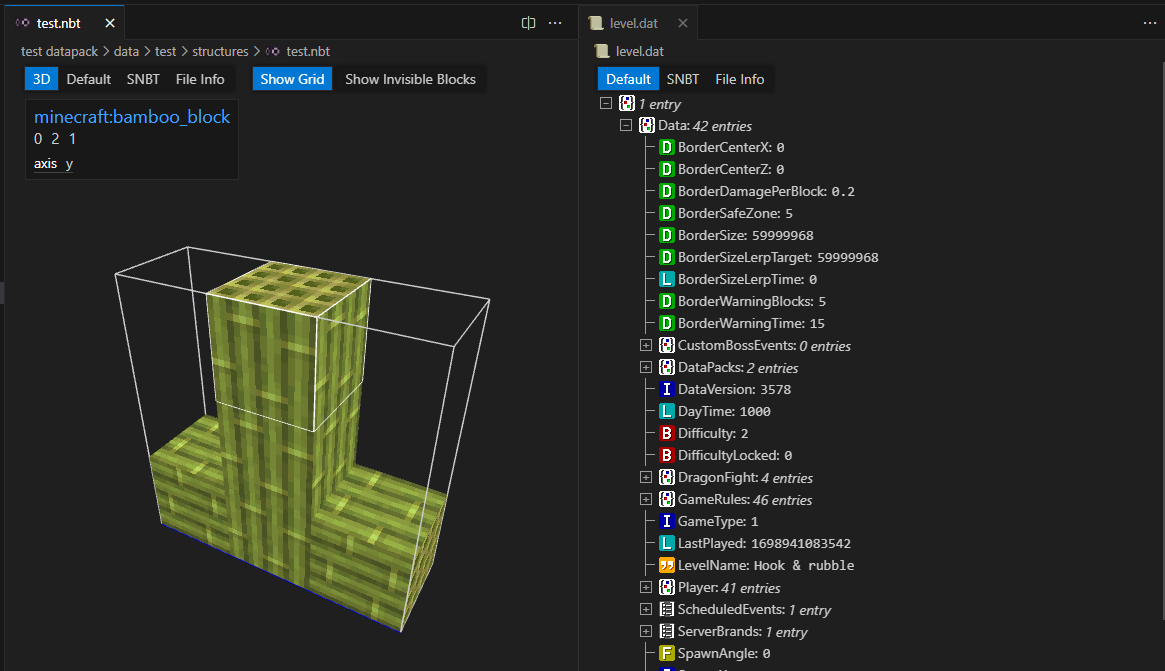 test.nbt
test datapack > data > test > structures > test.nbt
3D Default SNBT File Info Show Grid Show Invisible Blocks
minecraft:bamboo_block
0 2 1
axis y
level.dat
level.dat
Default SNBT File Info
1 entry
Data: 42 entries
D BorderCenterX: 0
D BorderCenterZ: 0
D BorderDamagePerBlock: 0.2
D BorderSafeZone: 5
D BorderSize: 59999968
D BorderSizeLerpTarget: 59999968
L BorderSizeLerpTime: 0
D BorderWarningBlocks: 5
D BorderWarningTime: 15
CustomBossEvents: 0 entries
DataPacks: 2 entries
I DataVersion: 3578
L DayTime: 1000
B Difficulty: 2
B DifficultyLocked: 0
DragonFight: 4 entries
GameRules: 46 entries
I GameType: 1
L LastPlayed: 1698941083542
LevelName: Hook & rubble
Player: 41 entries
ScheduledEvents: 1 entry
ServerBrands: 1 entry
F SpawnAngle: 0